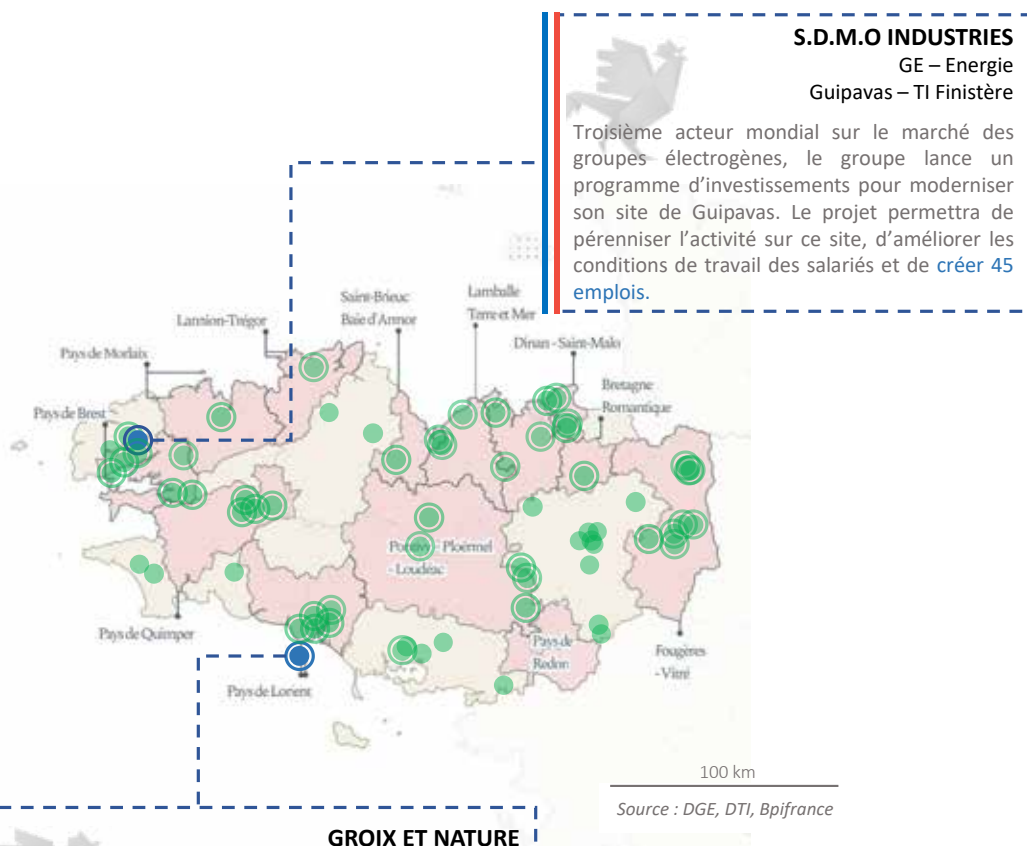 S.D.M.O INDUSTRIES
GE – Energie
Guipavas – TI Finistère
Troisième acteur mondial sur le marché des
groupes électrogènes, le groupe lance un
programme d’investissements pour moderniser
son site de Guipavas. Le projet permettra de
pérenniser l’activité sur ce site, d’améliorer les
conditions de travail des salariés et de créer 45
emplois.
Saint-Brieuc
Baie d'Armor
Lamballe
Terre et Mer
Lannion-Trégor
Dinan - Saint-Malo
Pays de Morlaix
Bretagne
Romantique
Pays de Brest
Pontivy - Ploërmel
- Loudéac
Pays de Quimper
Pays de
Redon
Fougères
- Vitré
Pays de Lorient
100 km
Source : DGE, DTI, Bpifrance
GROIX ET NATURE